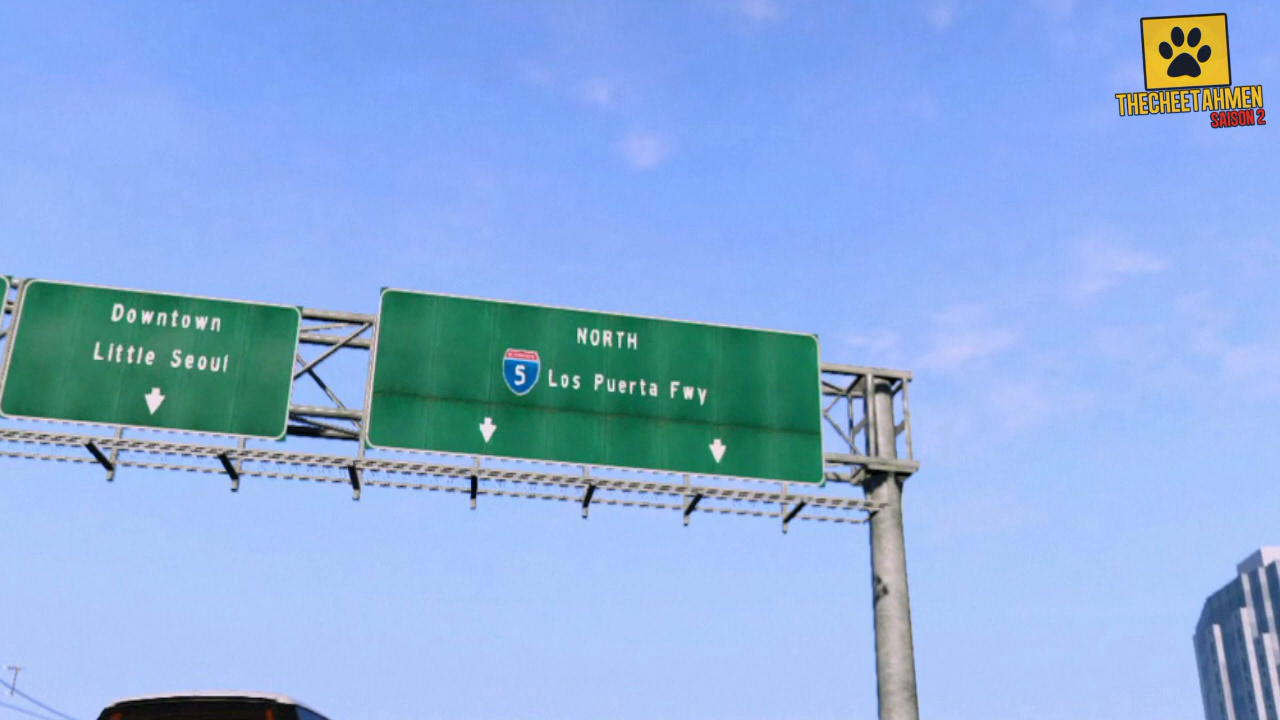 THECHEETAHMEN
SAISON 2
Downtown
Little Seoul
NORTH
5
Los Puerta Fwy